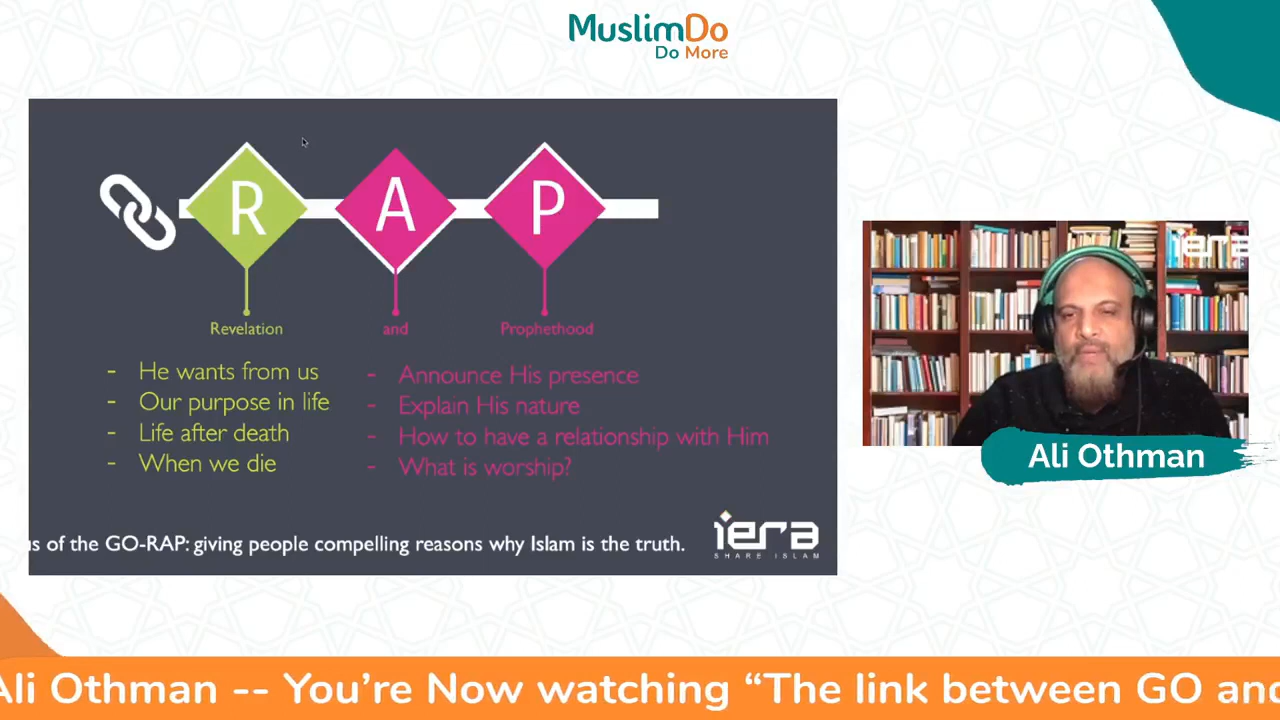 MuslimDo
Do More
R A P
Revelation and Prophethood
- He wants from us
- Our purpose in life
- Life after death
- When we die
- Announce His presence
- Explain His nature
- How to have a relationship with Him
- What is worship?
us of the GO-RAP: giving people compelling reasons why Islam is the truth.
iera
SHARE ISLAM
Ali Othman
Ali Othman -- You’re Now watching “The link between GO and